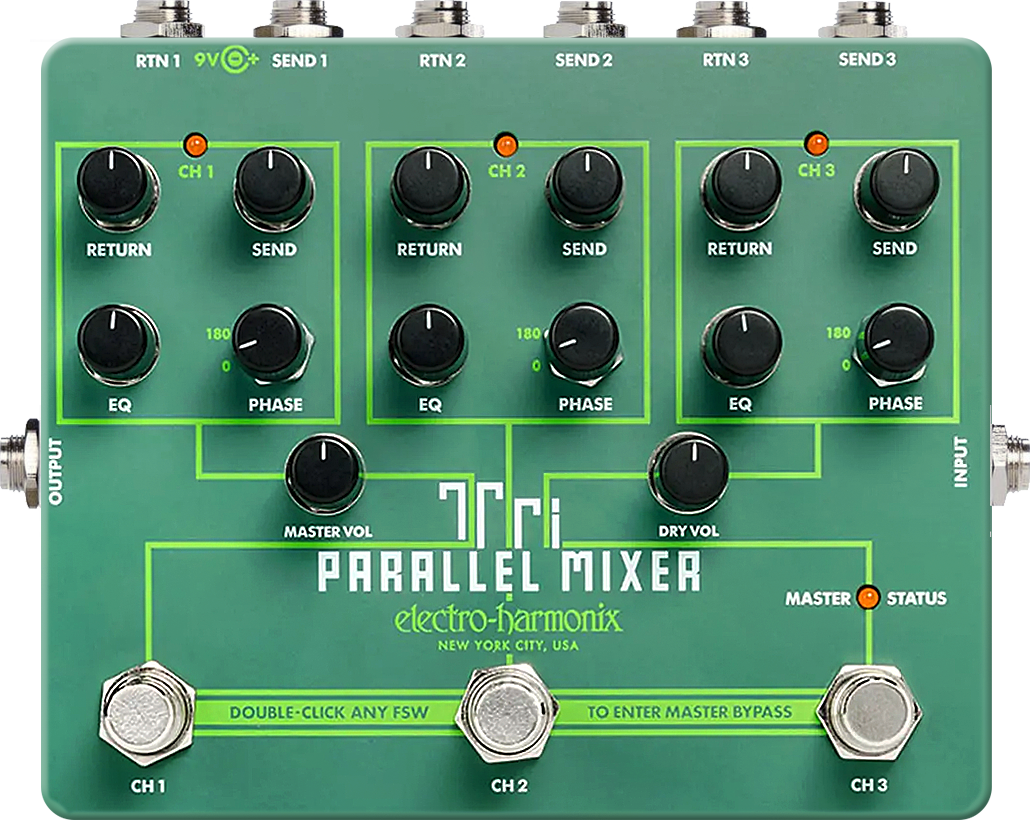 RTN 1 9V SEND 1 RTN 2 SEND 2 RTN 3 SEND 3
CH 1 CH 2 CH 3
RETURN SEND RETURN SEND RETURN SEND
180 180 180
0 0 0
EQ PHASE EQ PHASE EQ PHASE
OUTPUT INPUT
MASTER VOL DRY VOL
Tri
PARALLEL MIXER
MASTER STATUS
electro-harmonix
NEW YORK CITY, USA
DOUBLE-CLICK ANY FSW TO ENTER MASTER BYPASS
CH 1 CH 2 CH 3